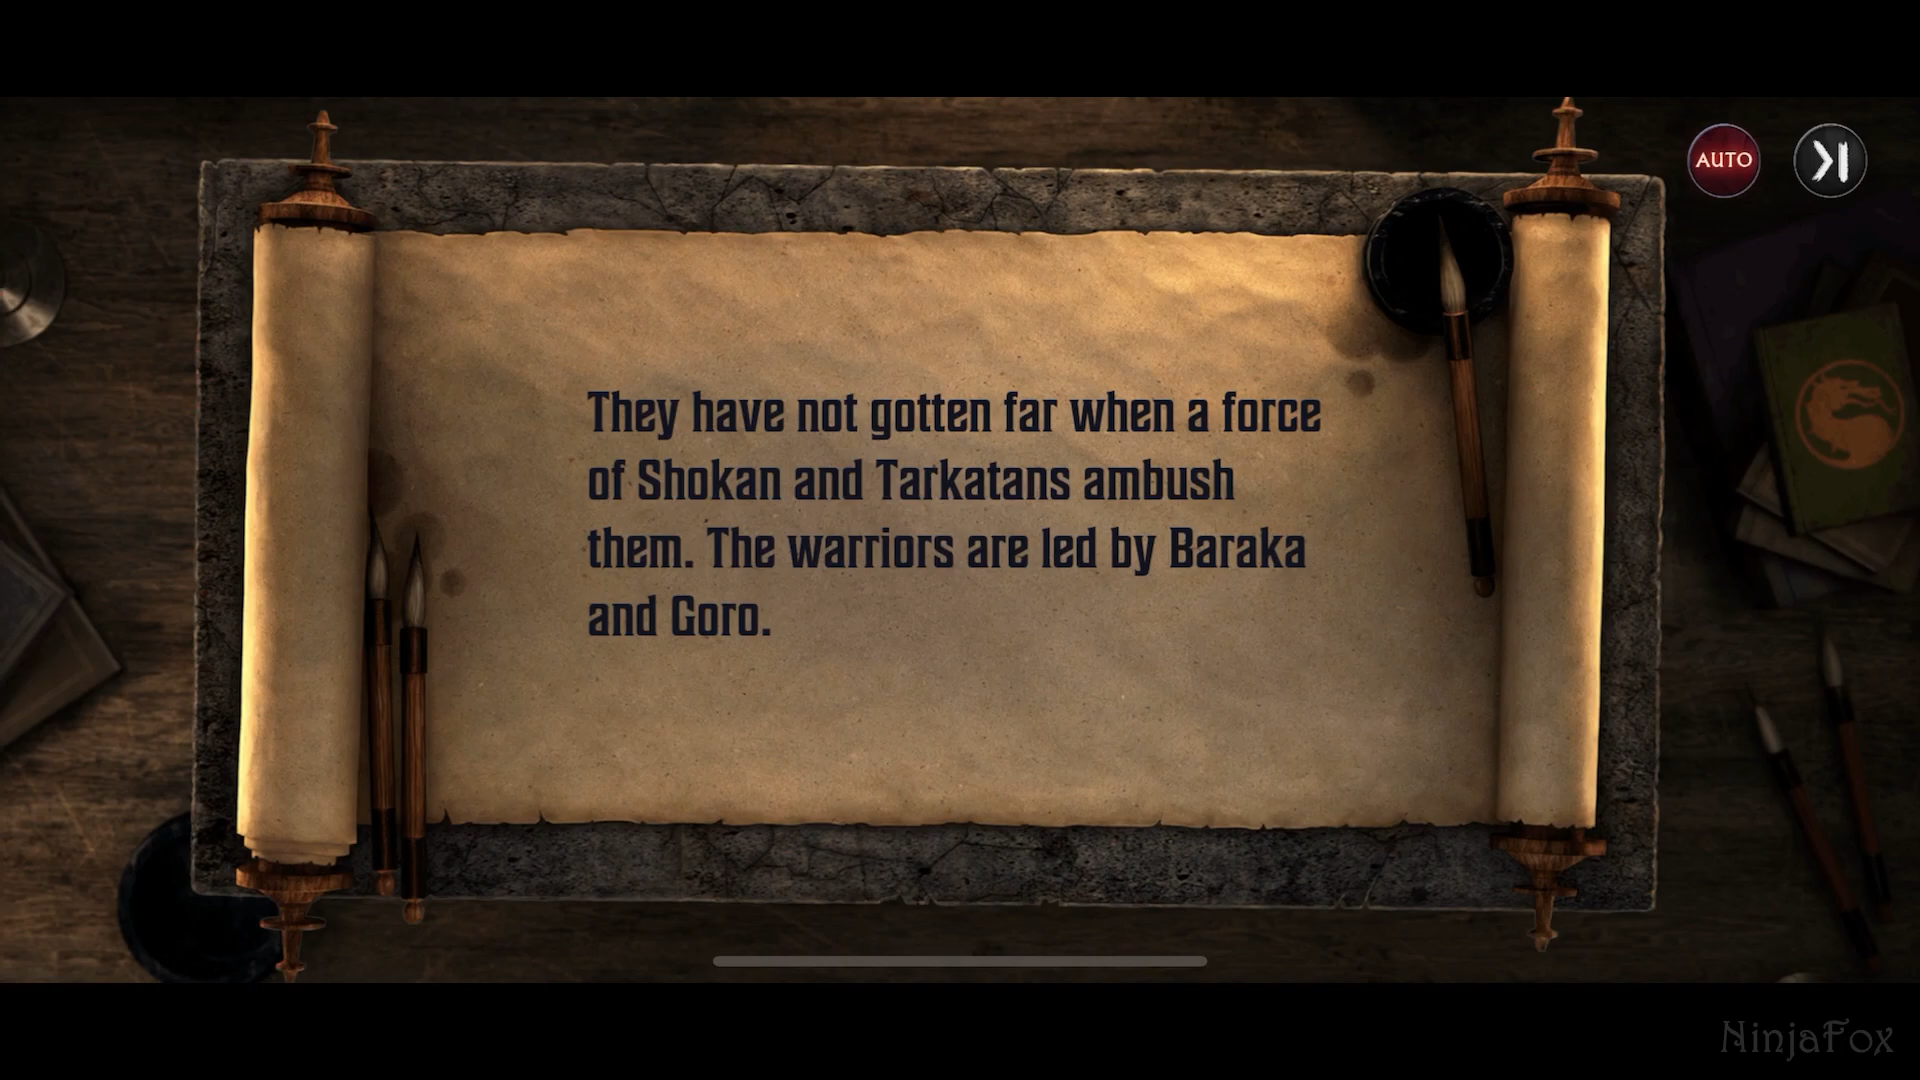 AUTO
They have not gotten far when a force
of Shokan and Tarkatans ambush
them. The warriors are led by Baraka
and Goro.
NinjaFox